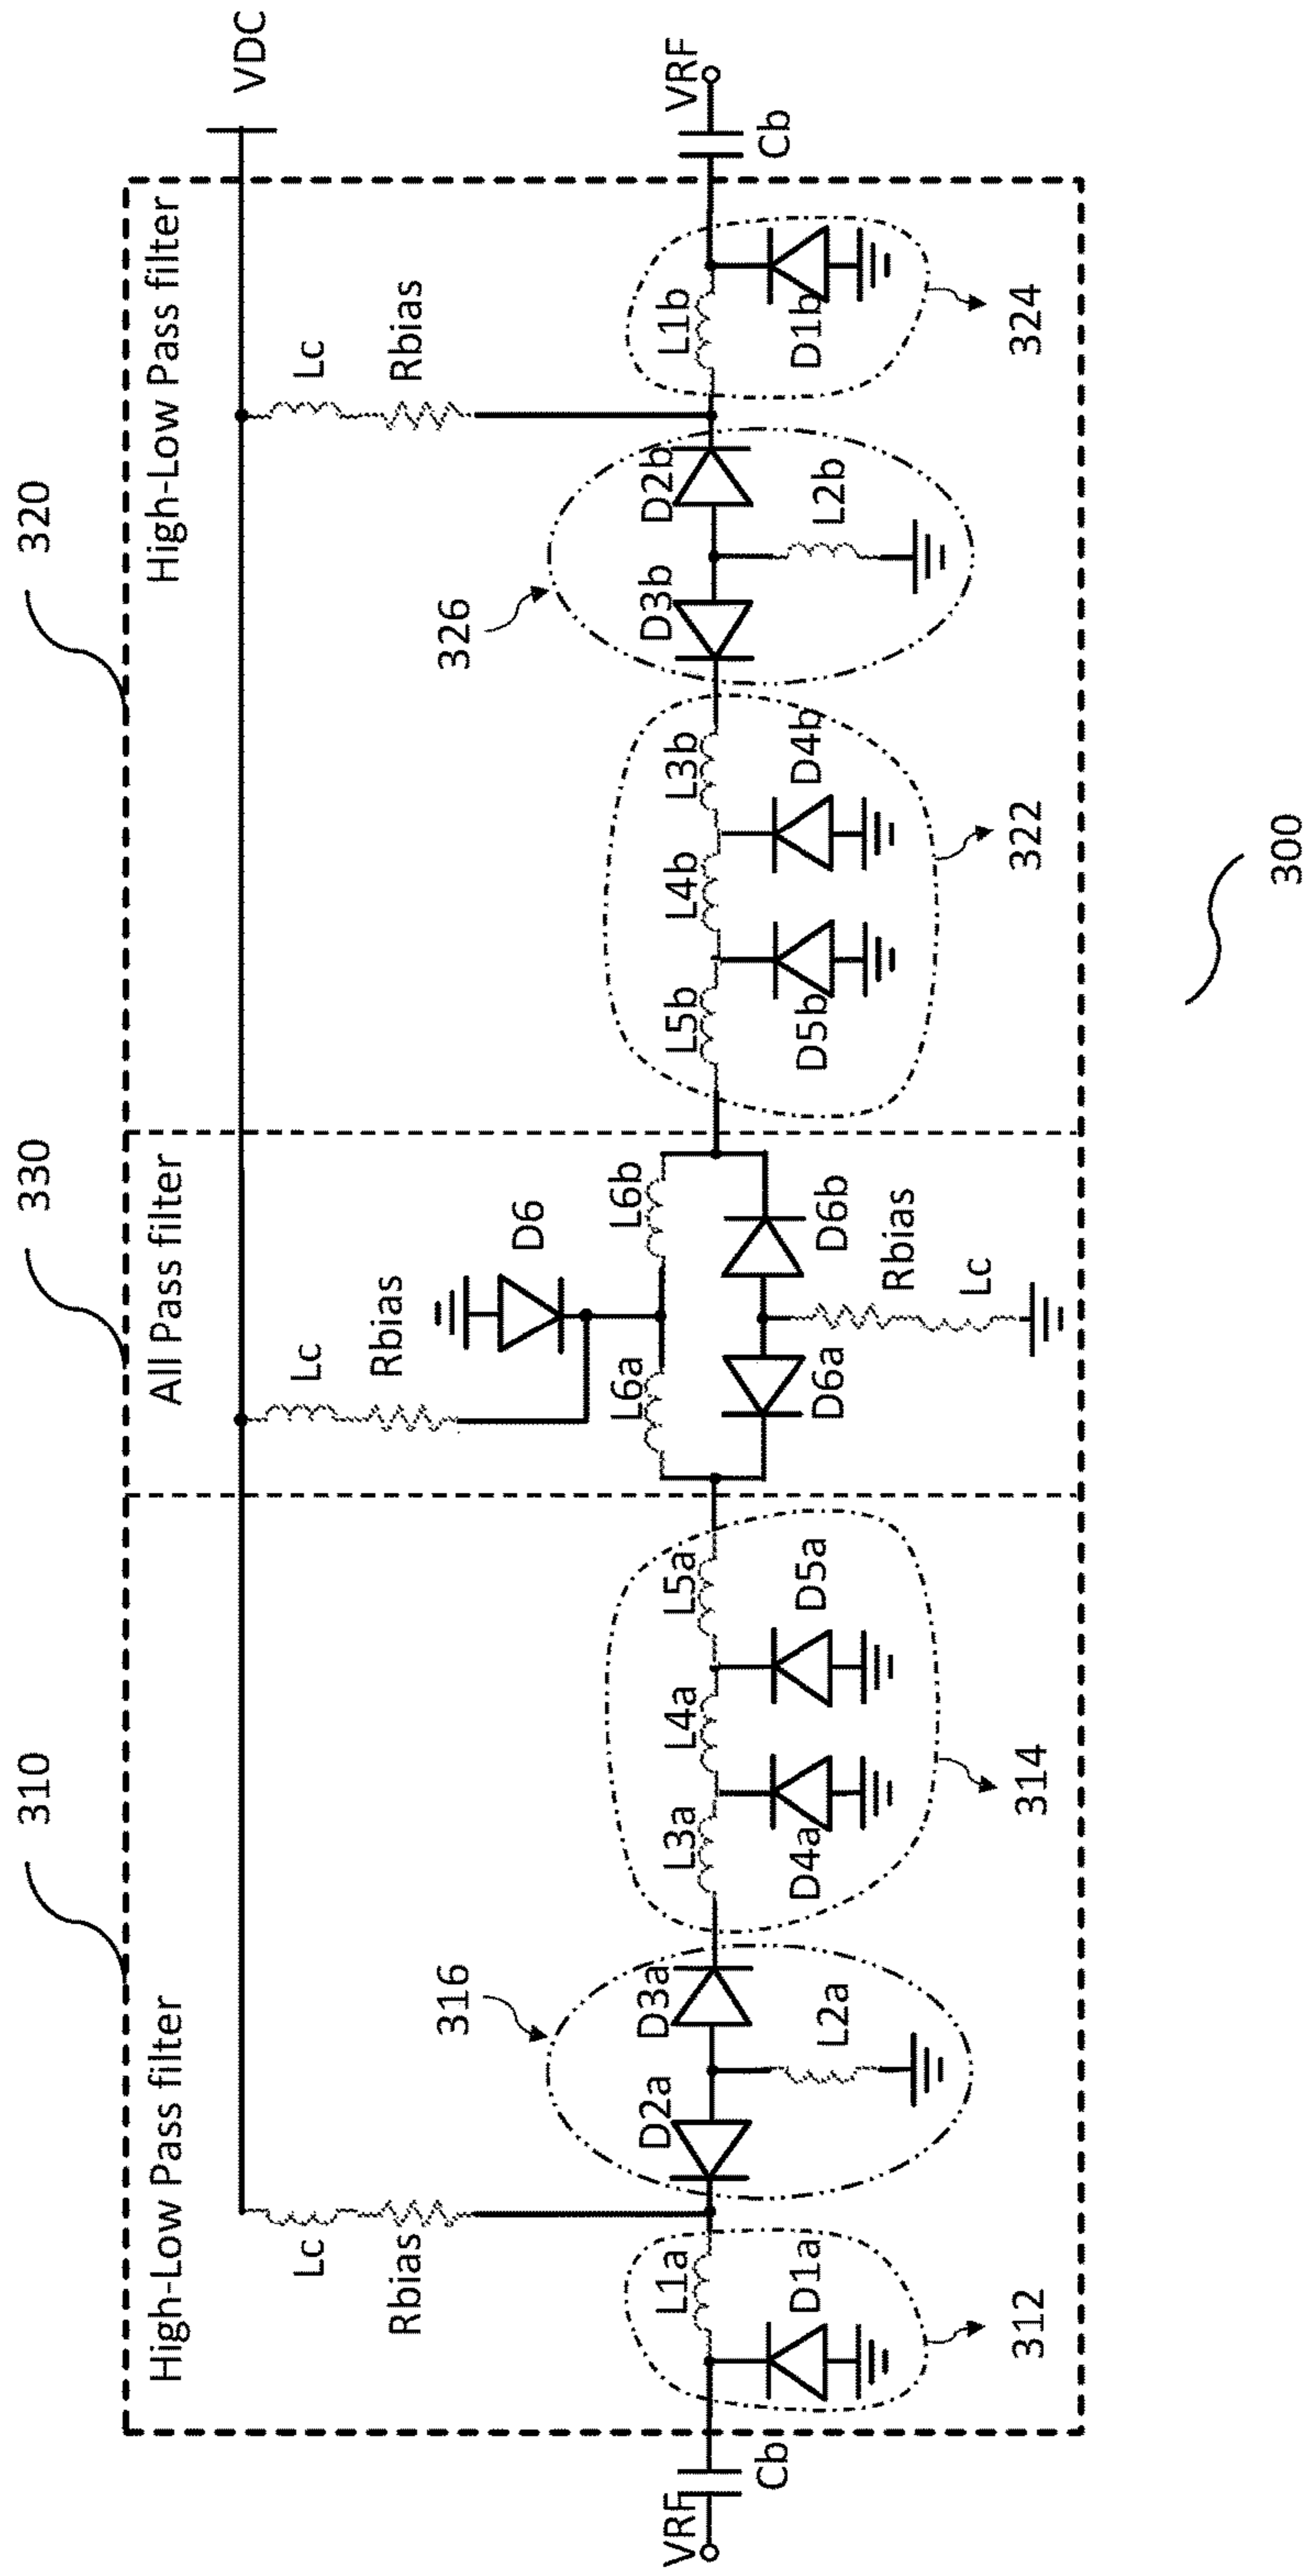 310
330
320
High-Low Pass filter
All Pass filter
High-Low Pass filter
VDC
Lc
Rbias
Lc
Rbias
D6
Lc
Rbias
316
326
VRF
Cb
L1a
D1a
D2a
D3a
L2a
L3a
L4a
L5a
D4a
D5a
L6a
L6b
D6a
D6b
Rbias
Lc
L5b
L4b
L3b
D5b
D4b
D3b
D2b
L2b
L1b
D1b
VRF
Cb
312
314
322
324
300